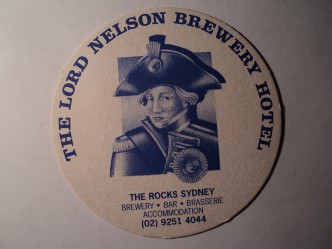 THE LORD NELSON BREWERY HOTEL
THE ROCKS SYDNEY
BREWERY • BAR • BRASSERIE
ACCOMMODATION
(02) 9251 4044